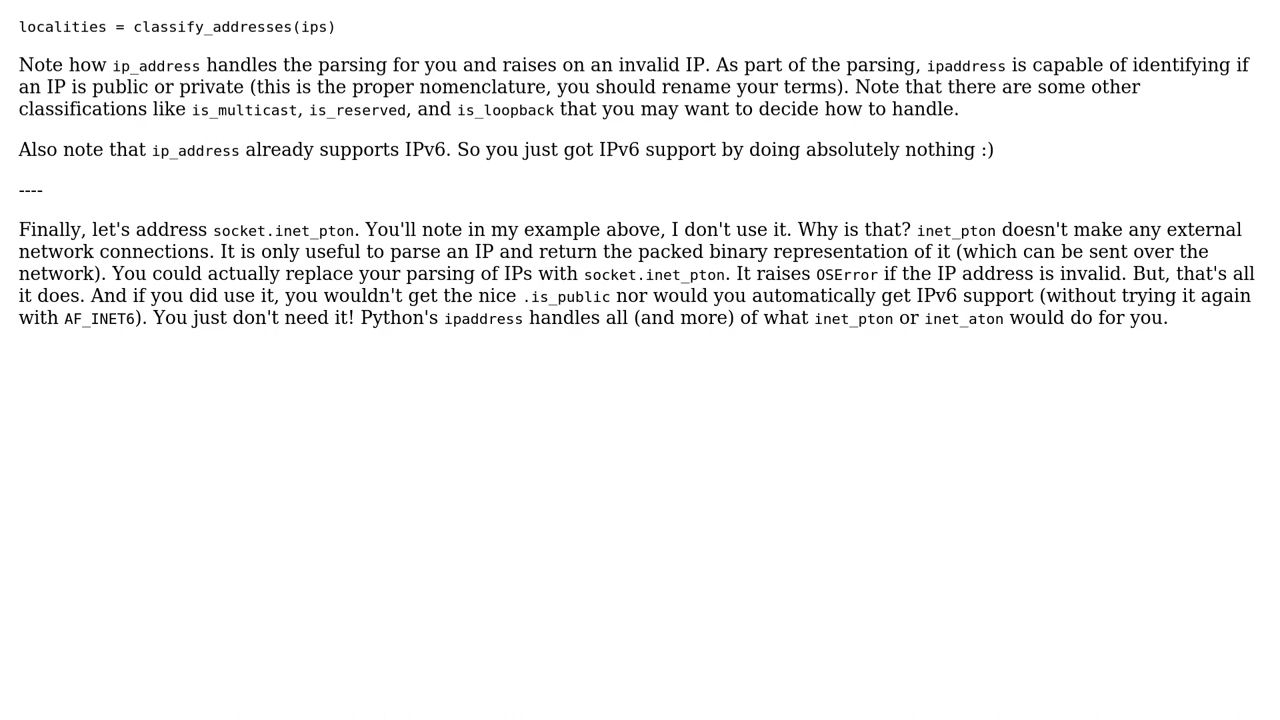 localities = classify_addresses(ips)
Note how ip_address handles the parsing for you and raises on an invalid IP. As part of the parsing, ipaddress is capable of identifying if
an IP is public or private (this is the proper nomenclature, you should rename your terms). Note that there are some other
classifications like is_multicast, is_reserved, and is_loopback that you may want to decide how to handle.
Also note that ip_address already supports IPv6. So you just got IPv6 support by doing absolutely nothing :)
----
Finally, let's address socket.inet_pton. You'll note in my example above, I don't use it. Why is that? inet_pton doesn't make any external
network connections. It is only useful to parse an IP and return the packed binary representation of it (which can be sent over the
network). You could actually replace your parsing of IPs with socket.inet_pton. It raises OSError if the IP address is invalid. But, that's all
it does. And if you did use it, you wouldn't get the nice .is_public nor would you automatically get IPv6 support (without trying it again
with AF_INET6). You just don't need it! Python's ipaddress handles all (and more) of what inet_pton or inet_aton would do for you.